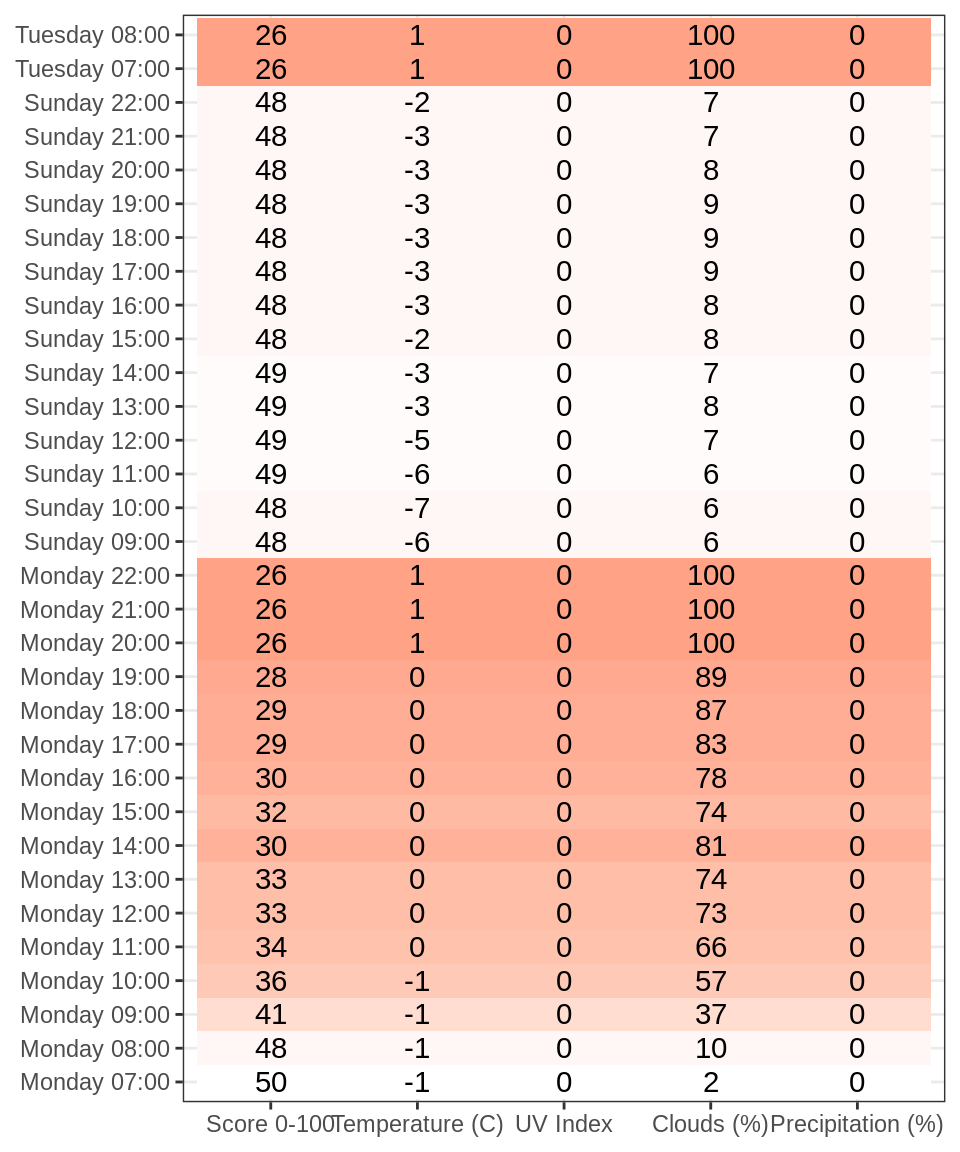 Tuesday 08:00 26 1 0 100 0
Tuesday 07:00 26 1 0 100 0
Sunday 22:00 48 -2 0 7 0
Sunday 21:00 48 -3 0 7 0
Sunday 20:00 48 -3 0 8 0
Sunday 19:00 48 -3 0 9 0
Sunday 18:00 48 -3 0 9 0
Sunday 17:00 48 -3 0 9 0
Sunday 16:00 48 -3 0 8 0
Sunday 15:00 48 -2 0 8 0
Sunday 14:00 49 -3 0 7 0
Sunday 13:00 49 -3 0 8 0
Sunday 12:00 49 -5 0 7 0
Sunday 11:00 49 -6 0 6 0
Sunday 10:00 48 -7 0 6 0
Sunday 09:00 48 -6 0 6 0
Monday 22:00 26 1 0 100 0
Monday 21:00 26 1 0 100 0
Monday 20:00 26 1 0 100 0
Monday 19:00 28 0 0 89 0
Monday 18:00 29 0 0 87 0
Monday 17:00 29 0 0 83 0
Monday 16:00 30 0 0 78 0
Monday 15:00 32 0 0 74 0
Monday 14:00 30 0 0 81 0
Monday 13:00 33 0 0 74 0
Monday 12:00 33 0 0 73 0
Monday 11:00 34 0 0 66 0
Monday 10:00 36 -1 0 57 0
Monday 09:00 41 -1 0 37 0
Monday 08:00 48 -1 0 10 0
Monday 07:00 50 -1 0 2 0
Score 0-100 Temperature (C) UV Index Clouds (%) Precipitation (%)